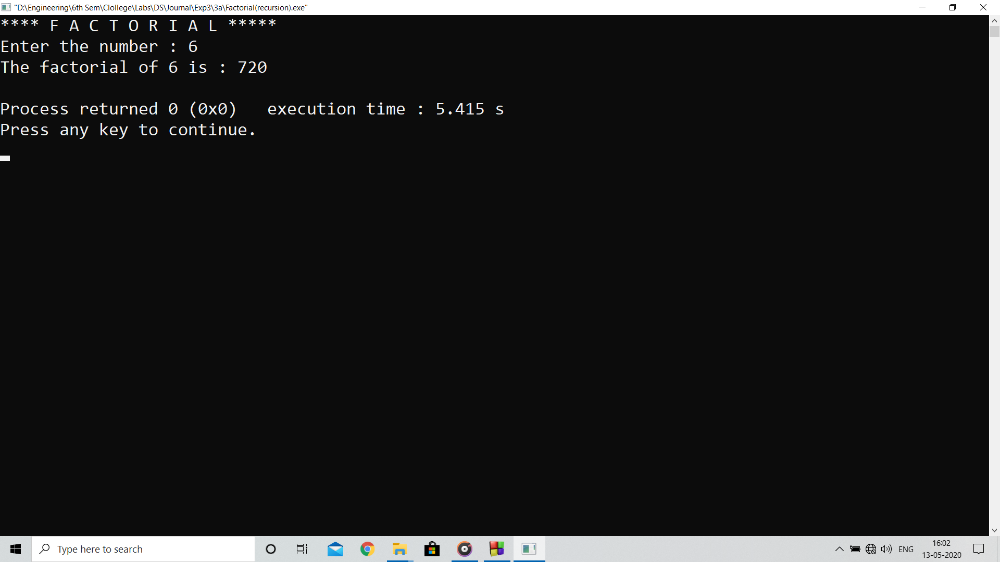 "D:\Engineering\6th Sem\Clollege\Labs\DS\Journal\Exp3\3a\Factorial(recursion).exe"
**** F A C T O R I A L *****
Enter the number : 6
The factorial of 6 is : 720
Process returned 0 (0x0)   execution time : 5.415 s
Press any key to continue.
Type here to search
ENG
16:02
13-05-2020